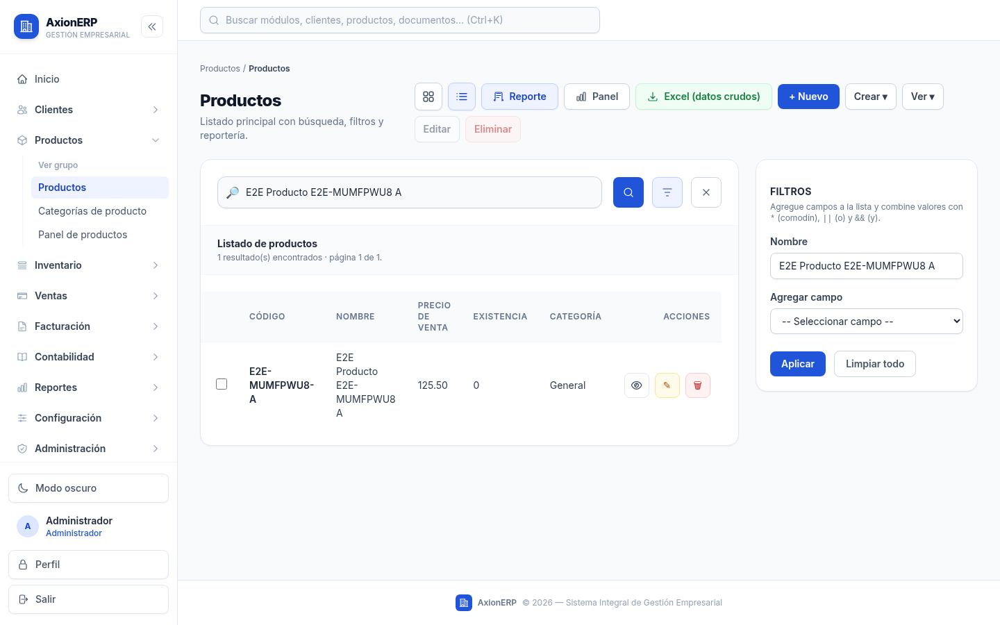 AxionERP
GESTIÓN EMPRESARIAL
Inicio
Clientes
Productos
Ver grupo
Productos
Categorías de producto
Panel de productos
Inventario
Ventas
Facturación
Contabilidad
Reportes
Configuración
Administración
Modo oscuro
A
Administrador
Administrador
Perfil
Salir
Buscar módulos, clientes, productos, documentos... (Ctrl+K)
Productos / Productos
Productos
Listado principal con búsqueda, filtros y
reportería.
Reporte
Panel
Excel (datos crudos)
+ Nuevo
Crear ▾
Ver ▾
Editar
Eliminar
E2E Producto E2E-MUMFPWU8 A
Listado de productos
1 resultado(s) encontrados · página 1 de 1.
CÓDIGO
NOMBRE
PRECIO
DE
VENTA
EXISTENCIA
CATEGORÍA
ACCIONES
E2E-
MUMFPWU8-
A
E2E
Producto
E2E-
MUMFPWU8
A
125.50
0
General
FILTROS
Agregue campos a la lista y combine valores con
* (comodín), || (o) y && (y).
Nombre
E2E Producto E2E-MUMFPWU8 A
Agregar campo
-- Seleccionar campo --
Aplicar
Limpiar todo
AxionERP © 2026 — Sistema Integral de Gestión Empresarial